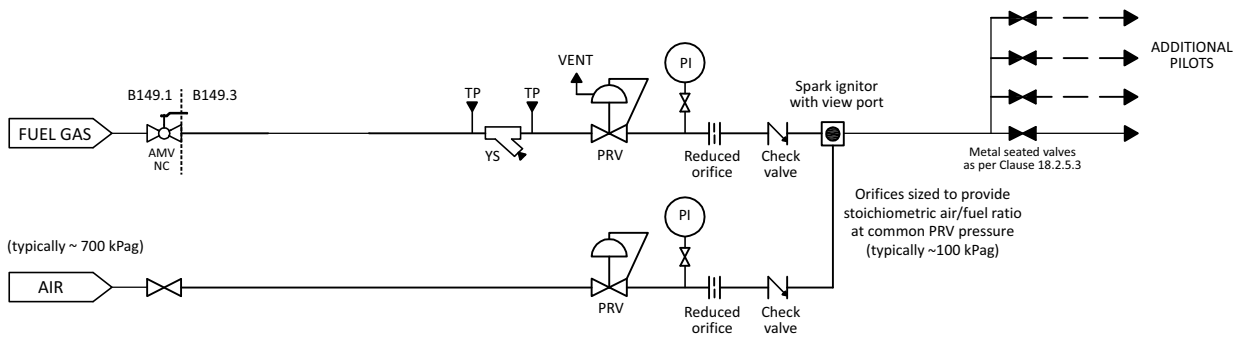 VENT
PI
ADDITIONAL
PILOTS
B149.1
B149.3
TP
TP
Spark ignitor
with view port
FUEL GAS
AMV
NC
YS
PRV
Reduced
orifice
Check
valve
Metal seated valves
as per Clause 18.2.5.3
Orifices sized to provide
stoichiometric air/fuel ratio
at common PRV pressure
(typically ~100 kPag)
PI
(typically ~ 700 kPag)
AIR
PRV
Reduced
orifice
Check
valve